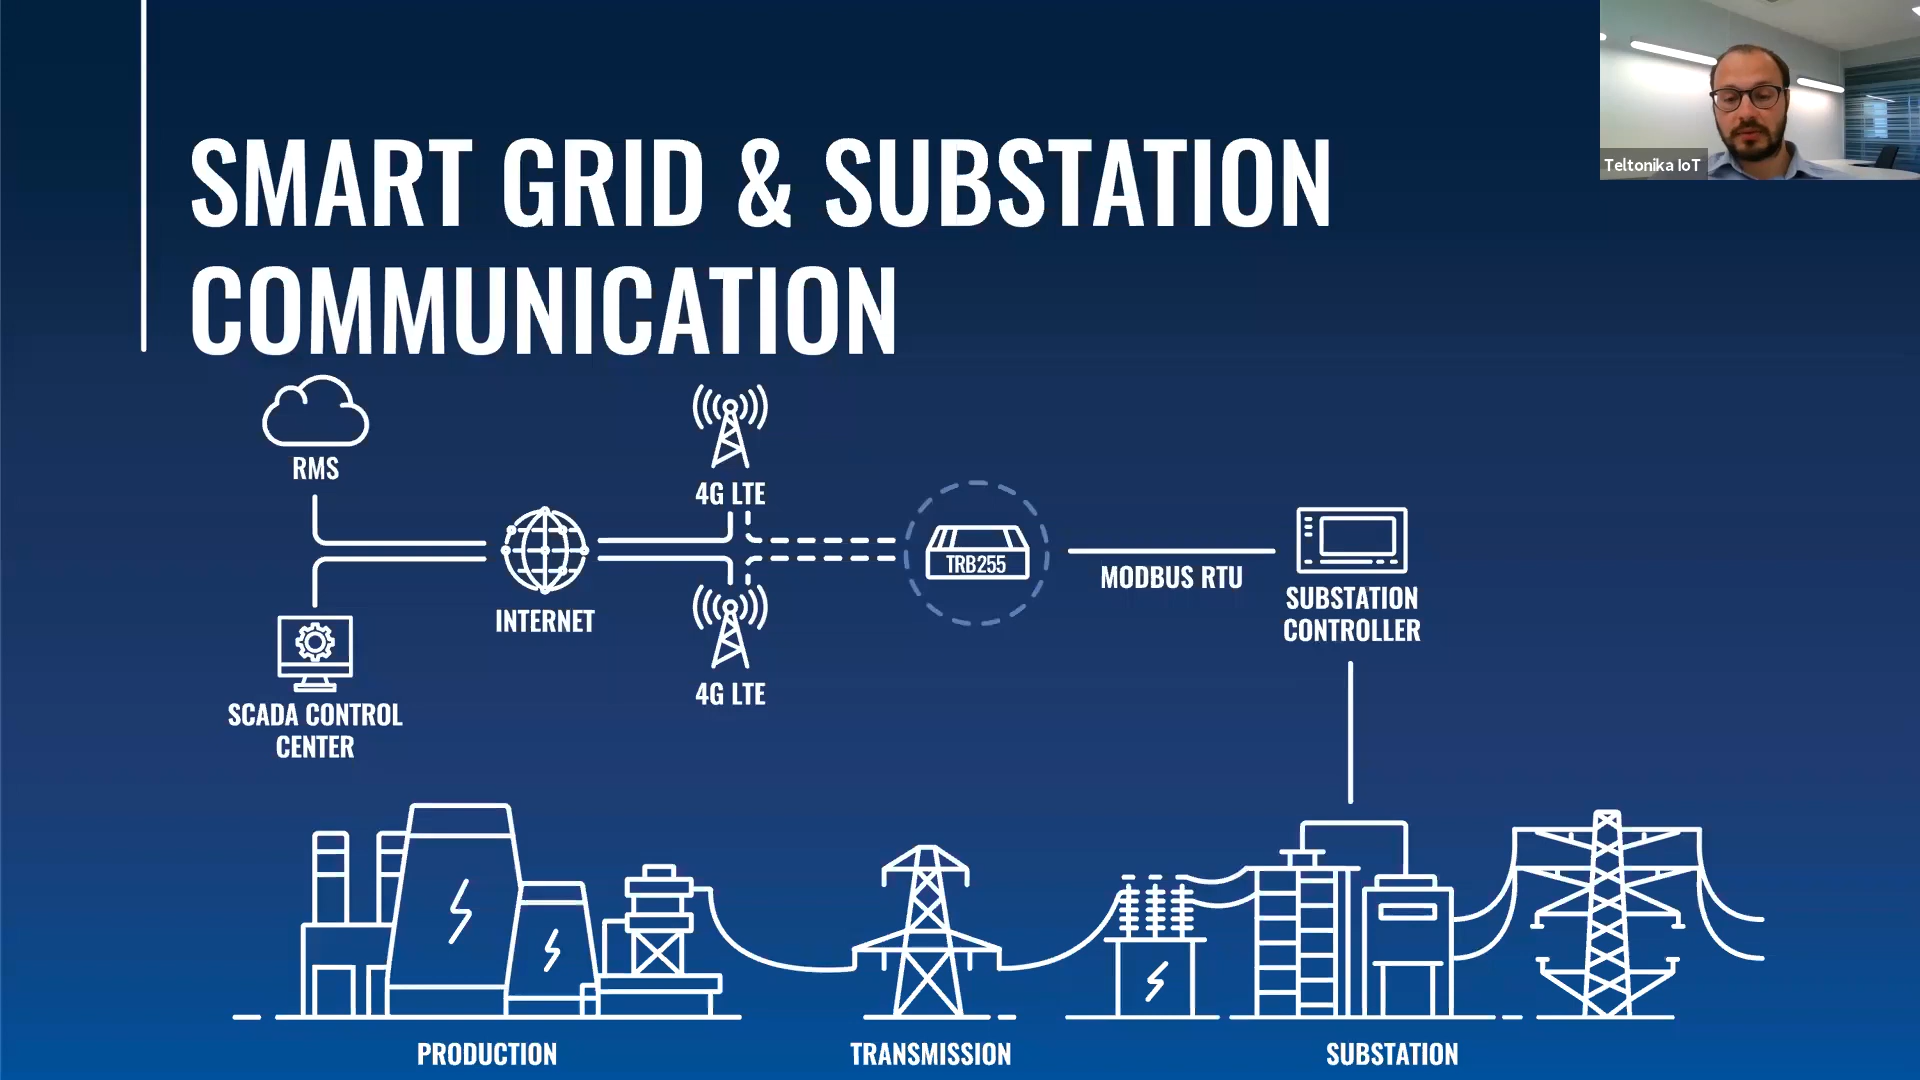 SMART GRID & SUBSTATION
COMMUNICATION
Teltonika IoT
RMS
4G LTE
TRB255
MODBUS RTU
SUBSTATION
CONTROLLER
INTERNET
4G LTE
SCADA CONTROL
CENTER
PRODUCTION
TRANSMISSION
SUBSTATION